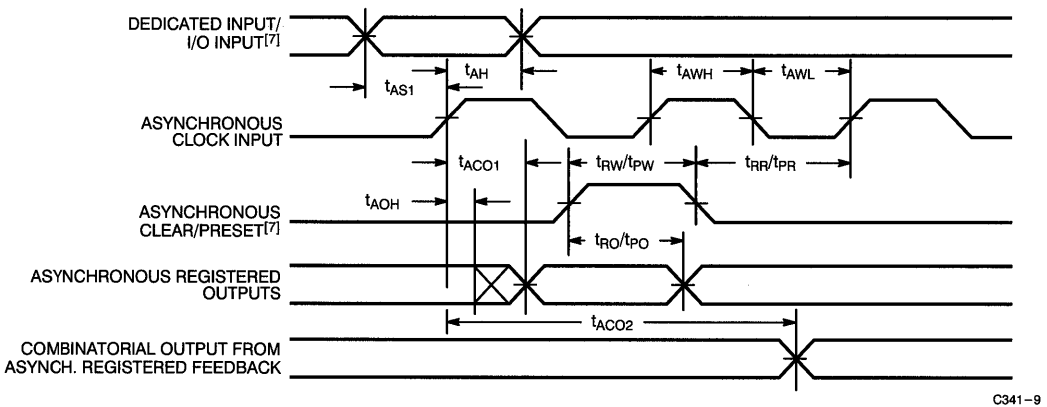 DEDICATED INPUT/
I/O INPUT[7]
tAH
tAWH
tAWL
tAS1
ASYNCHRONOUS
CLOCK INPUT
tACO1
tRW/tPW
tRR/tPR
tAOH
ASYNCHRONOUS
CLEAR/PRESET[7]
tRO/tPO
ASYNCHRONOUS REGISTERED
OUTPUTS
tACO2
COMBINATORIAL OUTPUT FROM
ASYNCH. REGISTERED FEEDBACK
C341–9